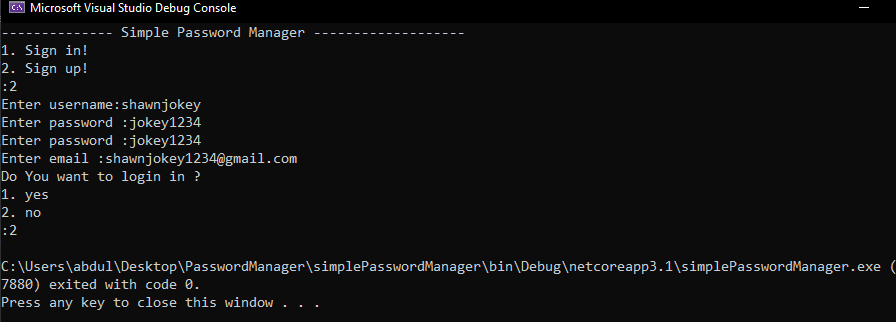 Microsoft Visual Studio Debug Console
-------------- Simple Password Manager -------------------
1. Sign in!
2. Sign up!
:2
Enter username:shawnjokey
Enter password :jokey1234
Enter password :jokey1234
Enter email :shawnjokey1234@gmail.com
Do You want to login in ?
1. yes
2. no
:2
C:\Users\abdul\Desktop\PasswordManager\simplePasswordManager\bin\Debug\netcoreapp3.1\simplePasswordManager.exe (
7880) exited with code 0.
Press any key to close this window . . .